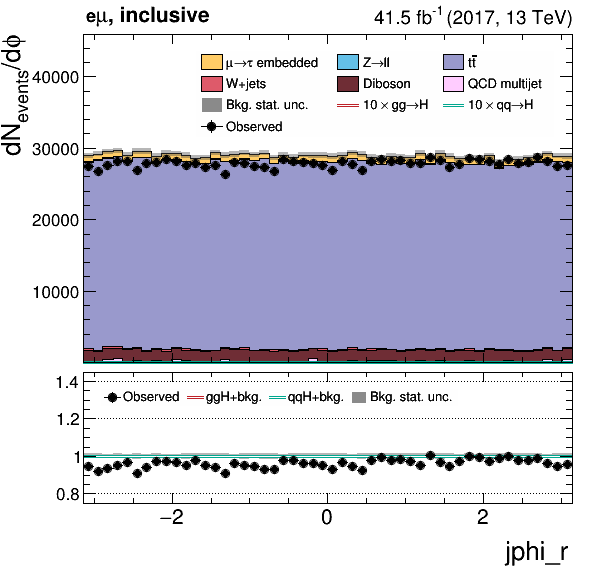 eμ, inclusive 41.5 fb⁻¹ (2017, 13 TeV)
dN_events/dϕ
μ→τ embedded Z→ll tt̄
W+jets Diboson QCD multijet
Bkg. stat. unc. 10 × gg→H 10 × qq→H
Observed
40000
30000
20000
10000
Observed ggH+bkg. qqH+bkg. Bkg. stat. unc.
1.4
1.2
1
0.8
−2 0 2
jphi_r